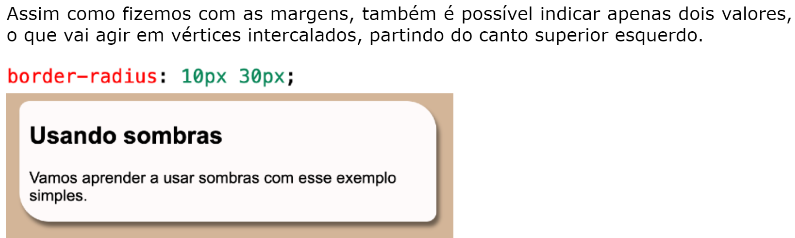 Assim como fizemos com as margens, também é possível indicar apenas dois valores,
o que vai agir em vértices intercalados, partindo do canto superior esquerdo.
border-radius: 10px 30px;
Usando sombras
Vamos aprender a usar sombras com esse exemplo
simples.